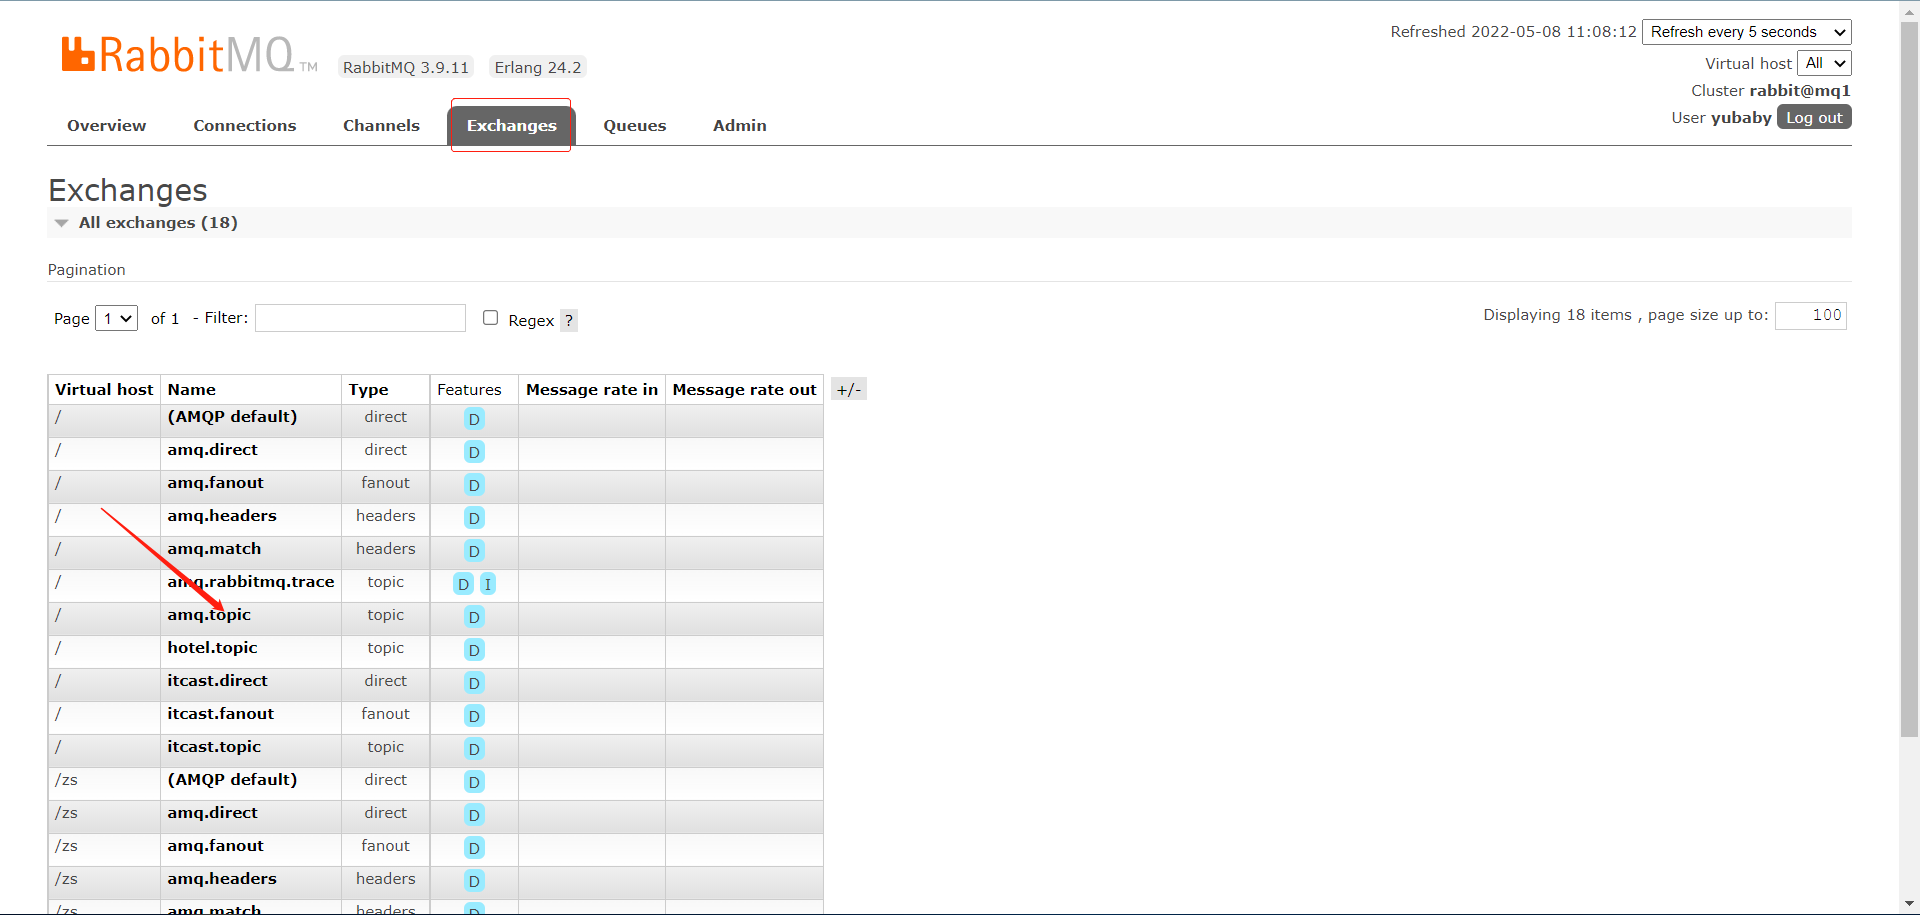 Refreshed 2022-05-08 11:08:12 Refresh every 5 seconds
RabbitMQ™ RabbitMQ 3.9.11 Erlang 24.2
Virtual host All
Cluster rabbit@mq1
User yubaby Log out
Overview Connections Channels Exchanges Queues Admin
Exchanges
All exchanges (18)
Pagination
Page 1 of 1 - Filter: Regex ? Displaying 18 items , page size up to: 100
Virtual host Name Type Features Message rate in Message rate out +/-
/ (AMQP default) direct D
/ amq.direct direct D
/ amq.fanout fanout D
/ amq.headers headers D
/ amq.match headers D
/ amq.rabbitmq.trace topic D I
/ amq.topic topic D
/ hotel.topic topic D
/ itcast.direct direct D
/ itcast.fanout fanout D
/ itcast.topic topic D
/zs (AMQP default) direct D
/zs amq.direct direct D
/zs amq.fanout fanout D
/zs amq.headers headers D
/zs amq.match headers D